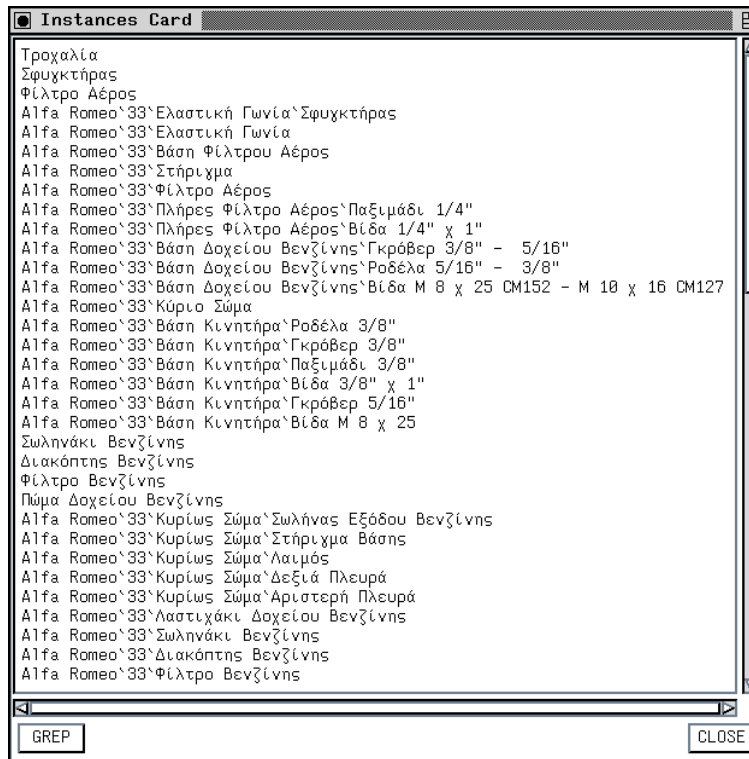 Instances Card
Τροχαλία
Σφυγκτήρας
Φίλτρο Αέρος
Alfa Romeo`33`Ελαστική Γωνία`Σφυγκτήρας
Alfa Romeo`33`Ελαστική Γωνία
Alfa Romeo`33`Βάση Φίλτρου Αέρος
Alfa Romeo`33`Στήριγμα
Alfa Romeo`33`Φίλτρο Αέρος
Alfa Romeo`33`Πλήρες Φίλτρο Αέρος`Παξιμάδι 1/4"
Alfa Romeo`33`Πλήρες Φίλτρο Αέρος`Βίδα 1/4" χ 1"
Alfa Romeo`33`Βάση Δοχείου Βενζίνης`Γκρόβερ 3/8" - 5/16"
Alfa Romeo`33`Βάση Δοχείου Βενζίνης`Ροδέλα 5/16" - 3/8"
Alfa Romeo`33`Βάση Δοχείου Βενζίνης`Βίδα Μ 8 χ 25 CM152 - M 10 χ 16 CM127
Alfa Romeo`33`Κύριο Σώμα
Alfa Romeo`33`Βάση Κινητήρα`Ροδέλα 3/8"
Alfa Romeo`33`Βάση Κινητήρα`Γκρόβερ 3/8"
Alfa Romeo`33`Βάση Κινητήρα`Παξιμάδι 3/8"
Alfa Romeo`33`Βάση Κινητήρα`Βίδα 3/8" χ 1"
Alfa Romeo`33`Βάση Κινητήρα`Γκρόβερ 5/16"
Alfa Romeo`33`Βάση Κινητήρα`Βίδα Μ 8 χ 25
Σωληνάκι Βενζίνης
Διακόπτης Βενζίνης
Φίλτρο Βενζίνης
Πώμα Δοχείου Βενζίνης
Alfa Romeo`33`Κυρίως Σώμα`Σωλήνας Εξόδου Βενζίνης
Alfa Romeo`33`Κυρίως Σώμα`Στήριγμα Βάσης
Alfa Romeo`33`Κυρίως Σώμα`Λαιμός
Alfa Romeo`33`Κυρίως Σώμα`Δεξιά Πλευρά
Alfa Romeo`33`Κυρίως Σώμα`Αριστερή Πλευρά
Alfa Romeo`33`Λαστιχάκι Δοχείου Βενζίνης
Alfa Romeo`33`Σωληνάκι Βενζίνης
Alfa Romeo`33`Διακόπτης Βενζίνης
Alfa Romeo`33`Φίλτρο Βενζίνης
GREP CLOSE